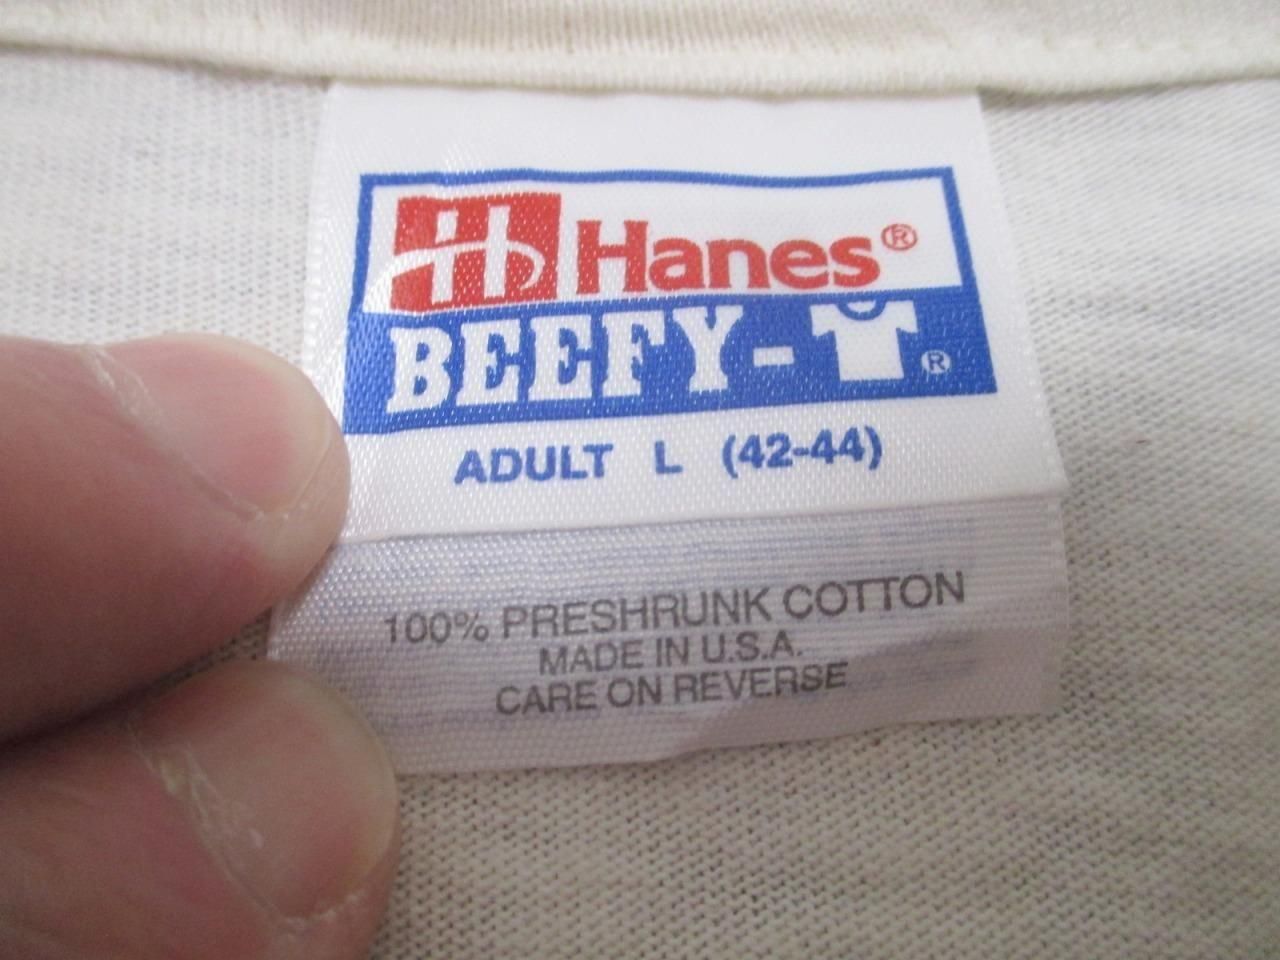 Hanes®
BEEFY-T®
ADULT L (42-44)
100% PRESHRUNK COTTON
MADE IN U.S.A.
CARE ON REVERSE